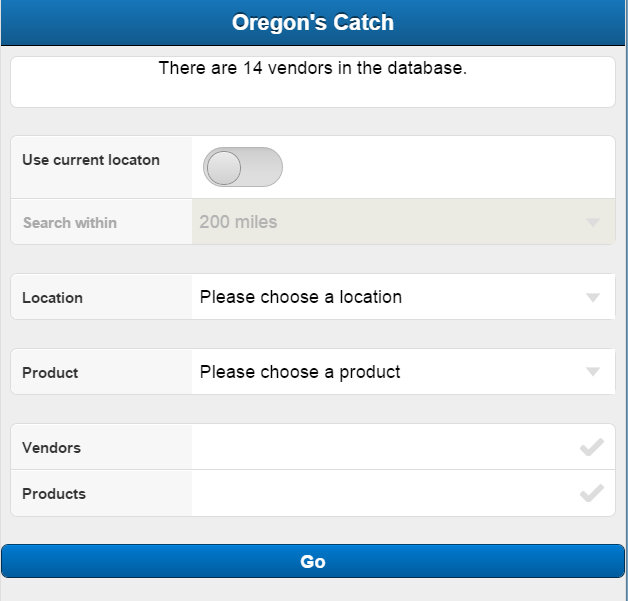 Oregon's Catch
There are 14 vendors in the database.
Use current locaton
Search within 200 miles
Location Please choose a location
Product Please choose a product
Vendors
Products
Go